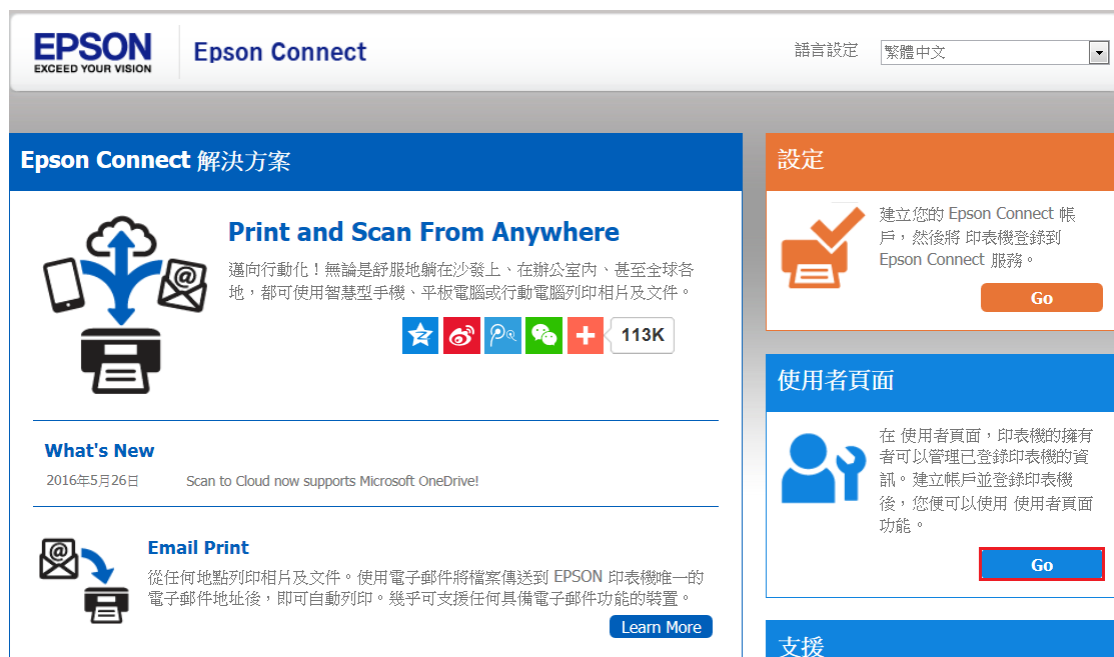 EPSON
EXCEED YOUR VISION
Epson Connect
語言設定
繁體中文
Epson Connect 解決方案
Print and Scan From Anywhere
邁向行動化！無論是舒服地躺在沙發上、在辦公室內、甚至全球各
地，都可使用智慧型手機、平板電腦或行動電腦列印相片及文件。
113K
What's New
2016年5月26日 Scan to Cloud now supports Microsoft OneDrive!
Email Print
從任何地點列印相片及文件。使用電子郵件將檔案傳送到 EPSON 印表機唯一的
電子郵件地址後，即可自動列印。幾乎可支援任何具備電子郵件功能的裝置。
Learn More
設定
建立您的 Epson Connect 帳
戶，然後將 印表機登錄到
Epson Connect 服務。
Go
使用者頁面
在 使用者頁面，印表機的擁有
者可以管理已登錄印表機的資
訊。建立帳戶並登錄印表機
後，您便可以使用 使用者頁面
功能。
Go
支援